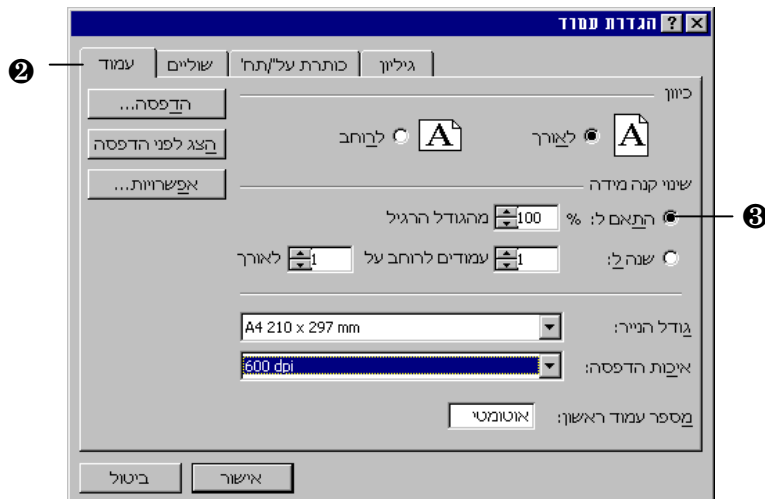 הגדרת עמוד
❷ עמוד שוליים כותרת על/תח' גיליון
כיוון
לאורך A לרוחב A
הדפסה...
הצג לפני הדפסה
אפשרויות...
שינוי קנה מידה
❸ התאם ל: % 100 מהגודל הרגיל
שנה ל: 1 עמודים לרוחב על 1 לאורך
גודל הנייר: A4 210 x 297 mm
איכות הדפסה: 600 dpi
מספר עמוד ראשון: אוטומטי
אישור ביטול